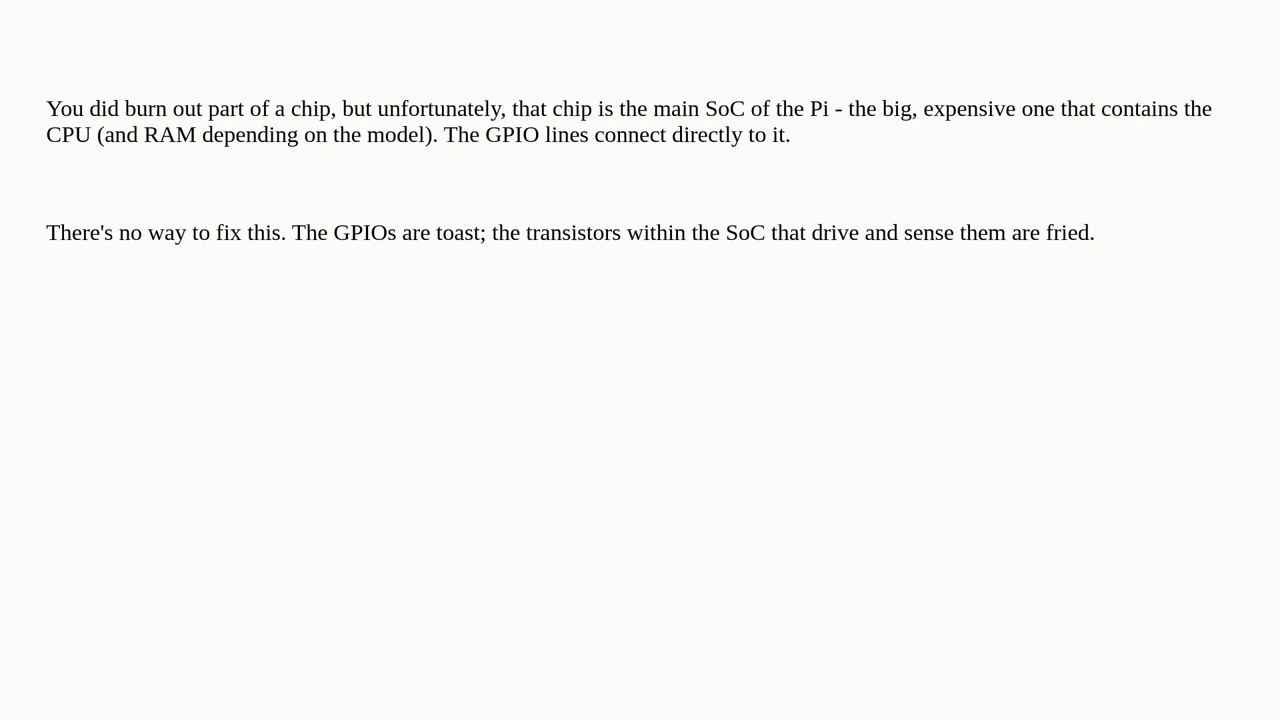 You did burn out part of a chip, but unfortunately, that chip is the main SoC of the Pi - the big, expensive one that contains the
CPU (and RAM depending on the model). The GPIO lines connect directly to it.
There's no way to fix this. The GPIOs are toast; the transistors within the SoC that drive and sense them are fried.